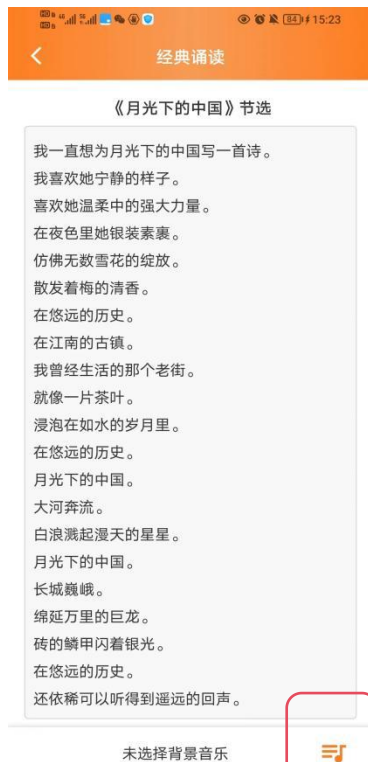 84 15:23
经典诵读
《月光下的中国》节选
我一直想为月光下的中国写一首诗。
我喜欢她宁静的样子。
喜欢她温柔中的强大力量。
在夜色里她银装素裹。
仿佛无数雪花的绽放。
散发着梅的清香。
在悠远的历史。
在江南的古镇。
我曾经生活的那个老街。
就像一片茶叶。
浸泡在如水的岁月里。
在悠远的历史。
月光下的中国。
大河奔流。
白浪溅起漫天的星星。
月光下的中国。
长城巍峨。
绵延万里的巨龙。
砖的鳞甲闪着银光。
在悠远的历史。
还依稀可以听得到遥远的回声。
未选择背景音乐